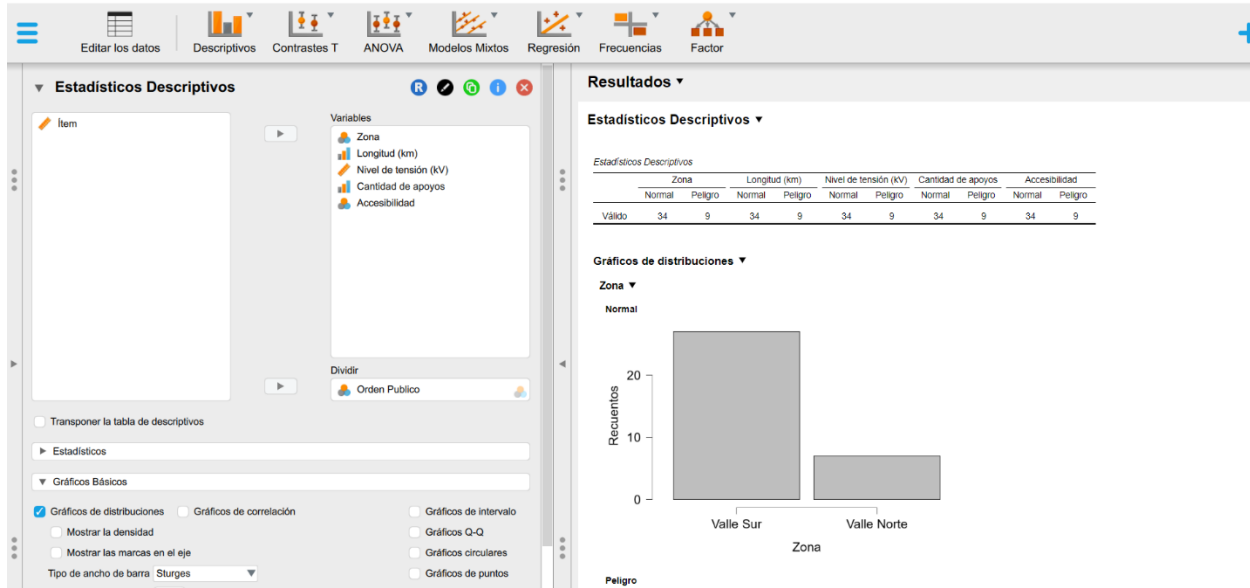 Editar los datos
Descriptivos
Contrastes T
ANOVA
Modelos Mixtos
Regresión
Frecuencias
Factor
Estadísticos Descriptivos
R
i
Ítem
Variables
Zona
Longitud (km)
Nivel de tensión (kV)
Cantidad de apoyos
Accesibilidad
Dividir
Orden Publico
Transponer la tabla de descriptivos
Estadísticos
Gráficos Básicos
Gráficos de distribuciones Gráficos de correlación Gráficos de intervalo
Mostrar la densidad Gráficos Q-Q
Mostrar las marcas en el eje Gráficos circulares
Tipo de ancho de barra Sturges Gráficos de puntos
Resultados
Estadísticos Descriptivos
Estadísticos Descriptivos
Zona Longitud (km) Nivel de tensión (kV) Cantidad de apoyos Accesibilidad
Normal Peligro Normal Peligro Normal Peligro Normal Peligro Normal Peligro
Válido 34 9 34 9 34 9 34 9 34 9
Gráficos de distribuciones
Zona
Normal
20
10
0
Recuentos
Valle Sur Valle Norte
Zona
Peligro